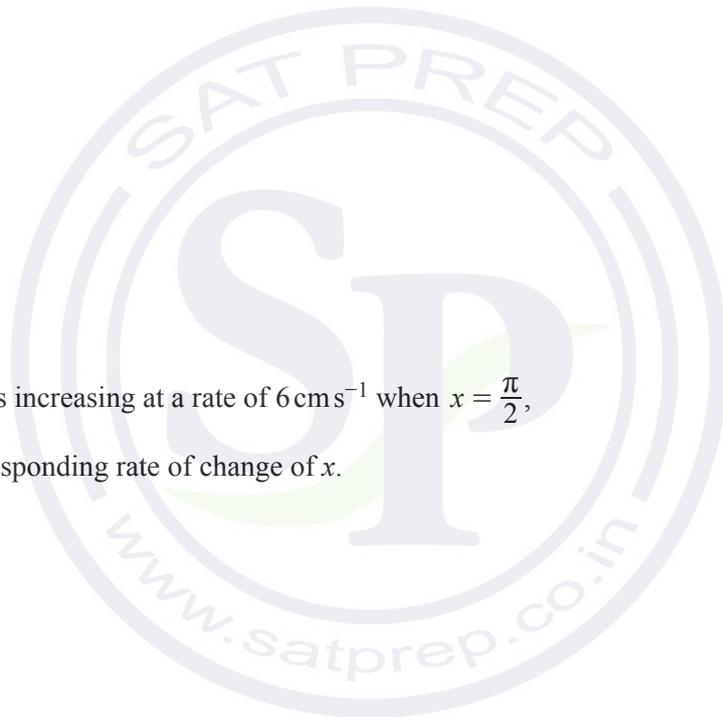 SAT PREP
SP
s increasing at a rate of 6 cm s⁻¹ when x = π/2,
sponding rate of change of x.
www.satprep.co.in